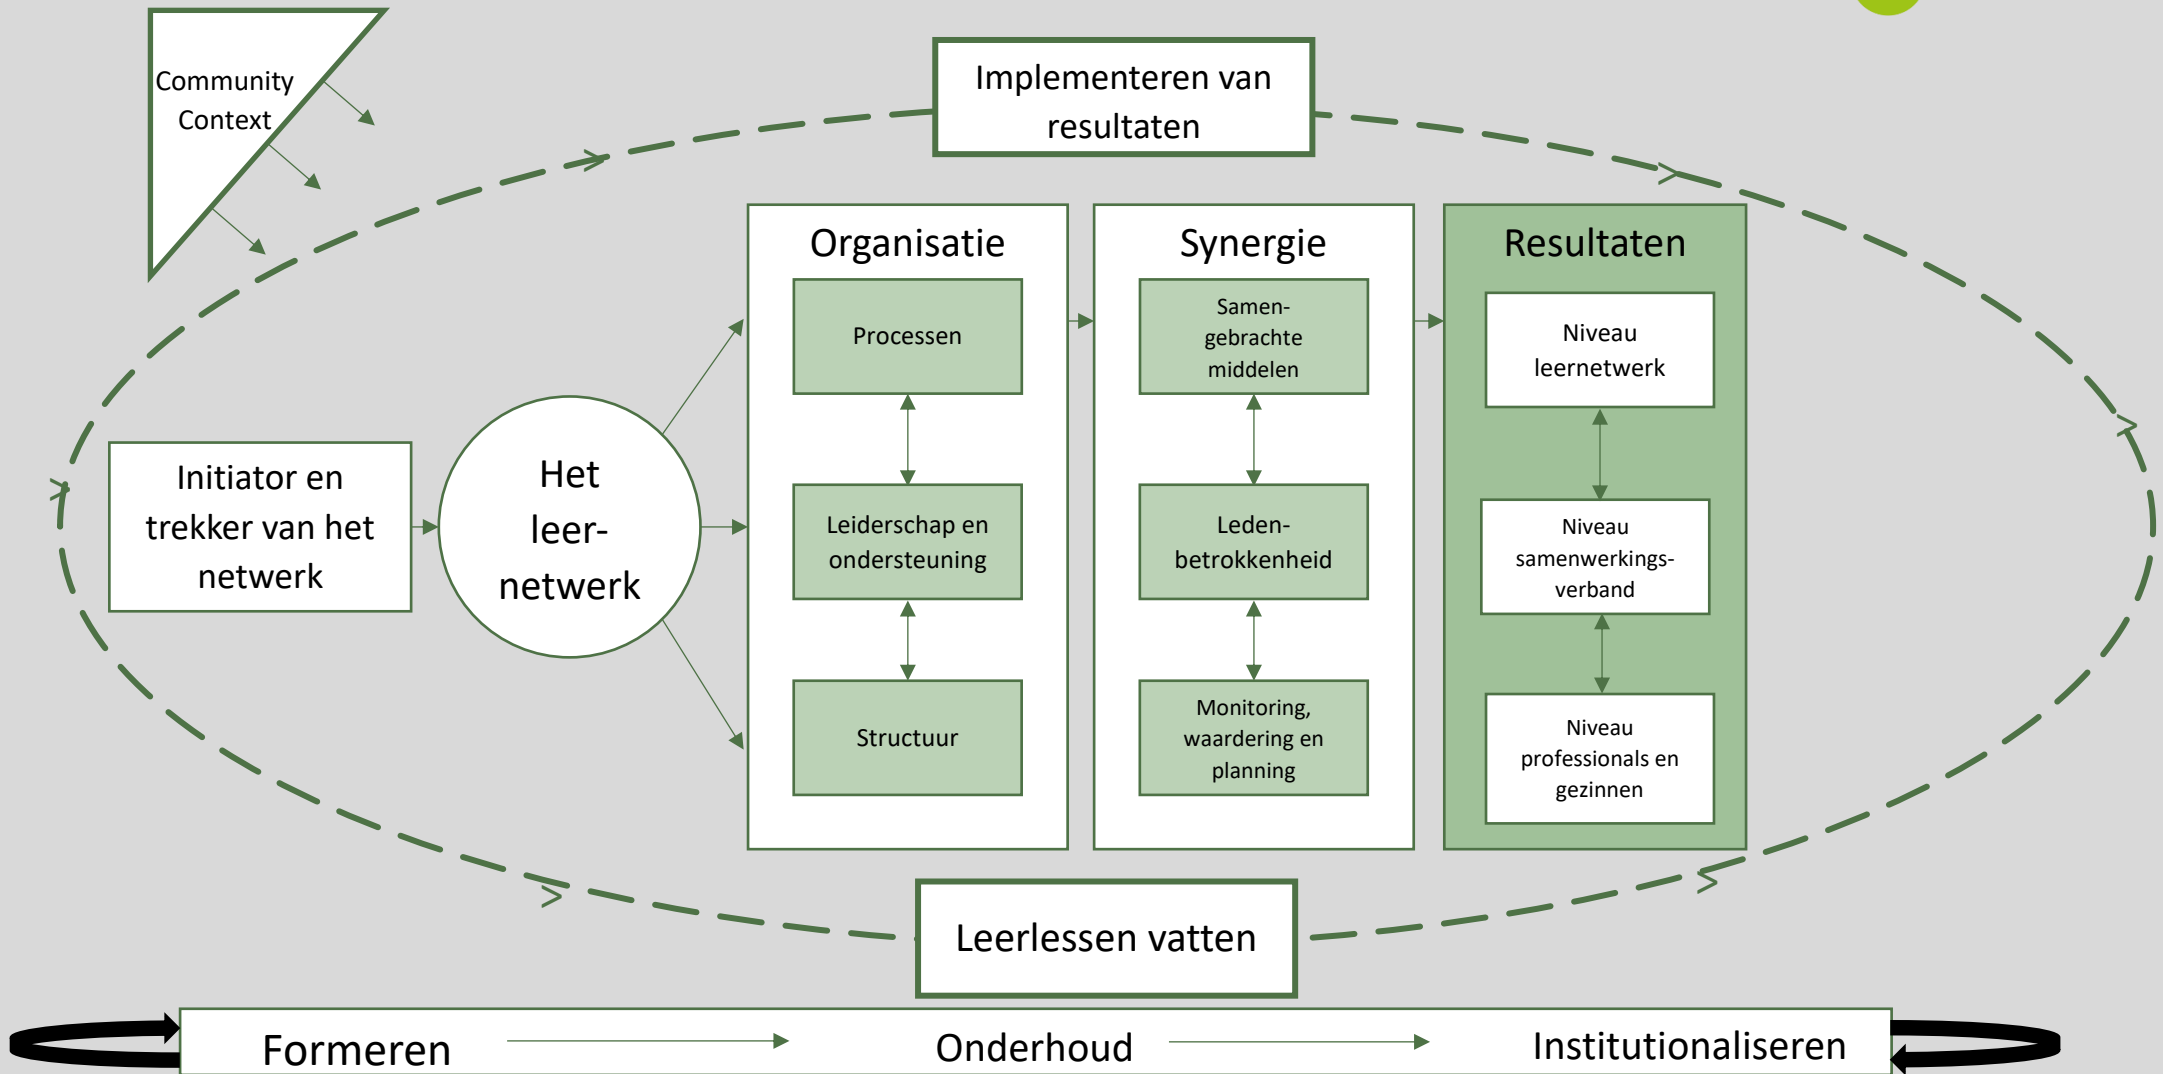 Community
Context
Implementeren van
resultaten
Initiator en
trekker van het
netwerk
Het
leer-
netwerk
Organisatie
Processen
Leiderschap en
ondersteuning
Structuur
Synergie
Samen-
gebrachte
middelen
Leden-
betrokkenheid
Monitoring,
waardering en
planning
Resultaten
Niveau
leernetwerk
Niveau
samenwerkings-
verband
Niveau
professionals en
gezinnen
Leerlessen vatten
Formeren
Onderhoud
Institutionaliseren